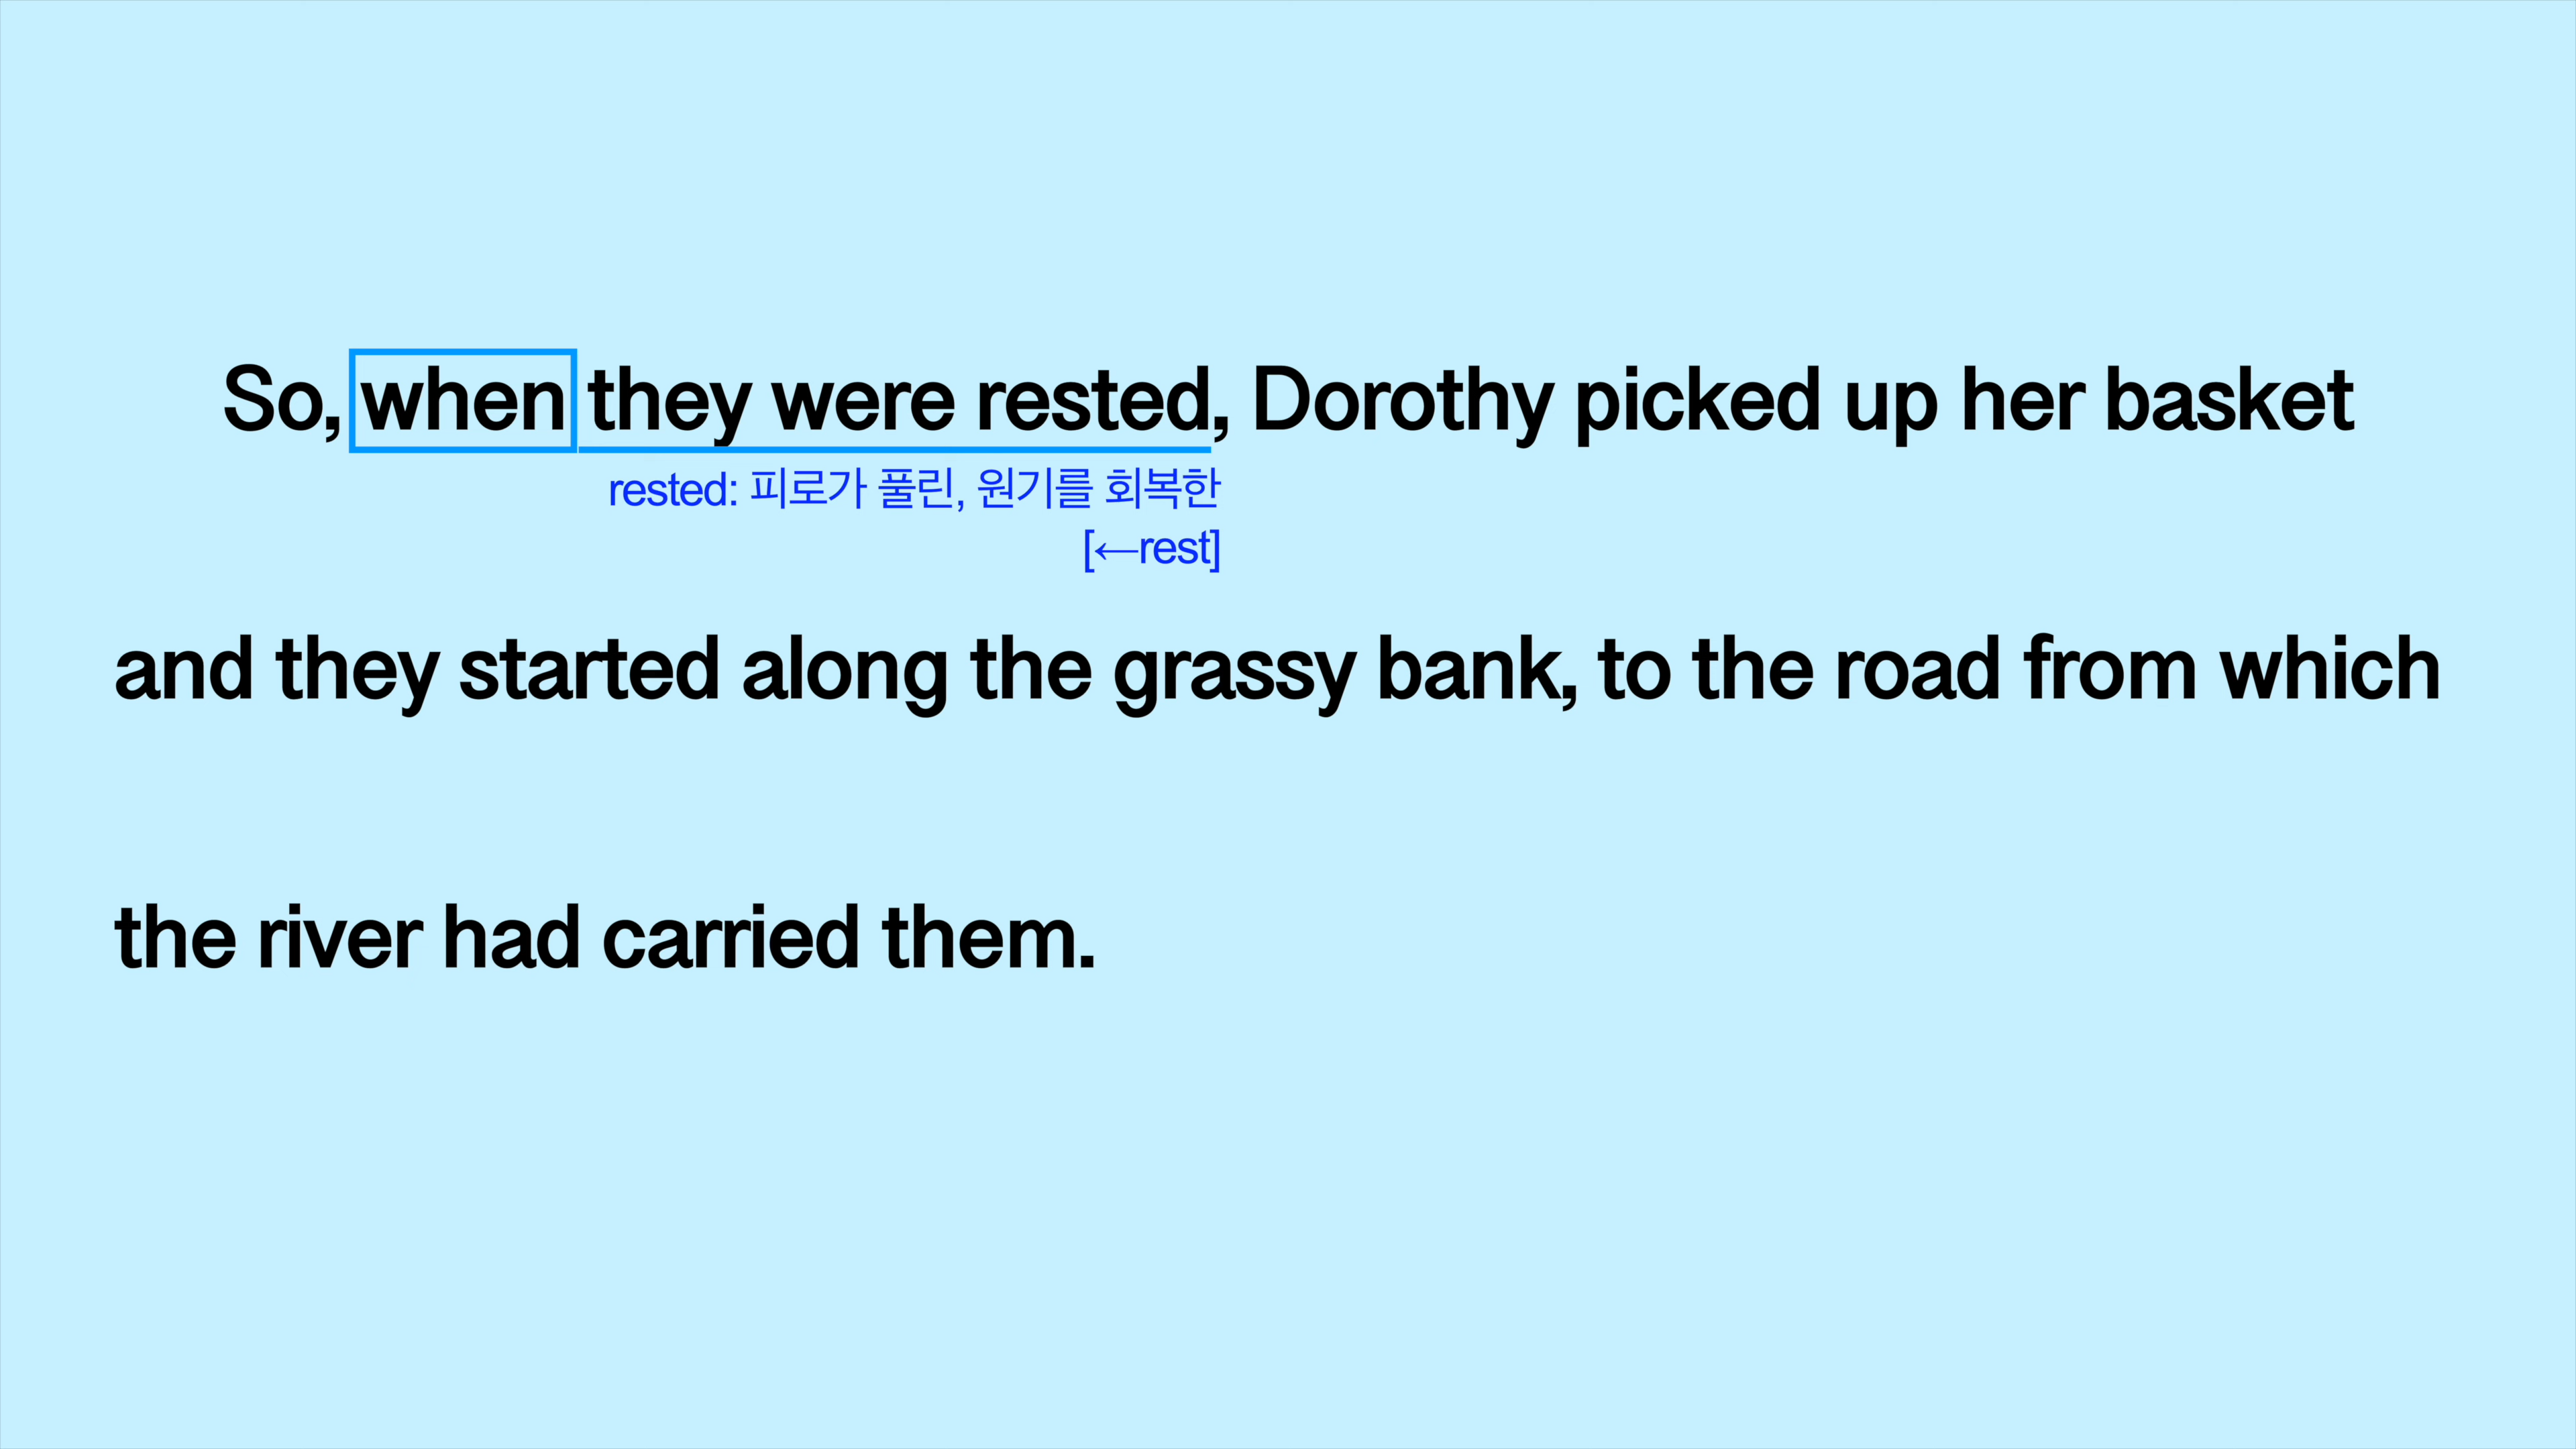 So, when they were rested, Dorothy picked up her basket
rested: 피로가 풀린, 원기를 회복한
[←rest]
and they started along the grassy bank, to the road from which
the river had carried them.